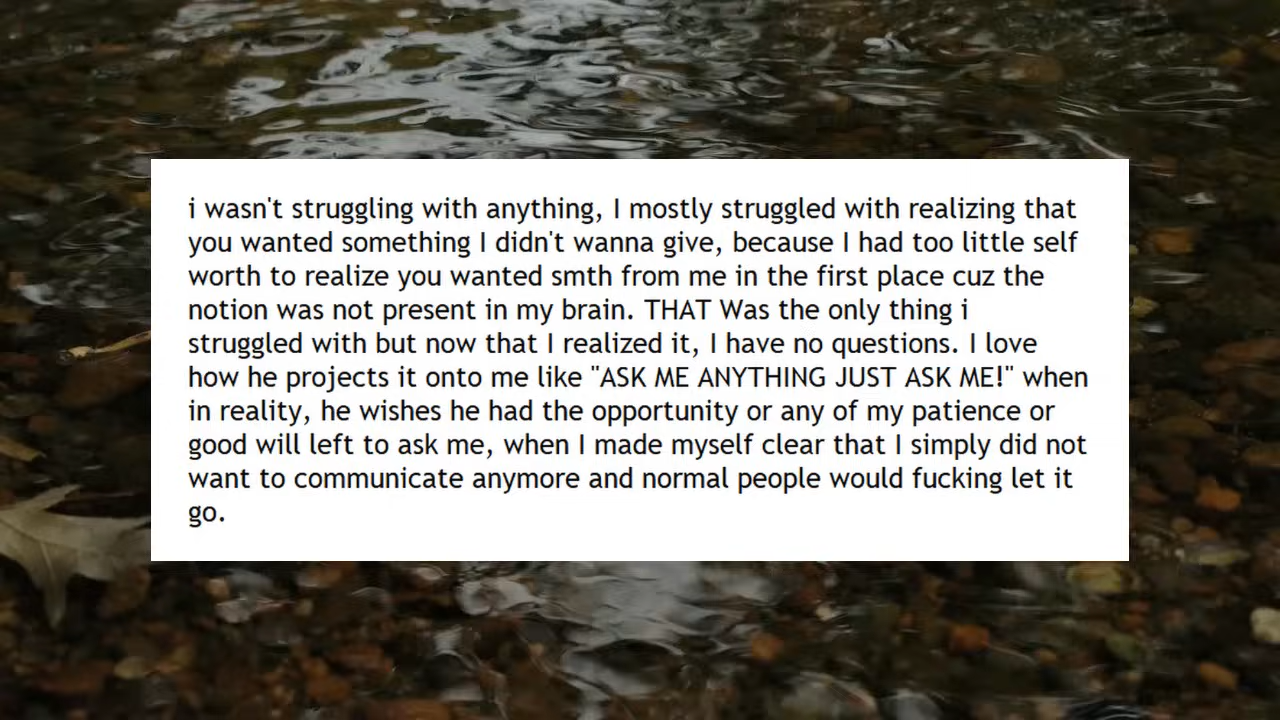 i wasn't struggling with anything, I mostly struggled with realizing that
you wanted something I didn't wanna give, because I had too little self
worth to realize you wanted smth from me in the first place cuz the
notion was not present in my brain. THAT Was the only thing i
struggled with but now that I realized it, I have no questions. I love
how he projects it onto me like "ASK ME ANYTHING JUST ASK ME!" when
in reality, he wishes he had the opportunity or any of my patience or
good will left to ask me, when I made myself clear that I simply did not
want to communicate anymore and normal people would fucking let it
go.